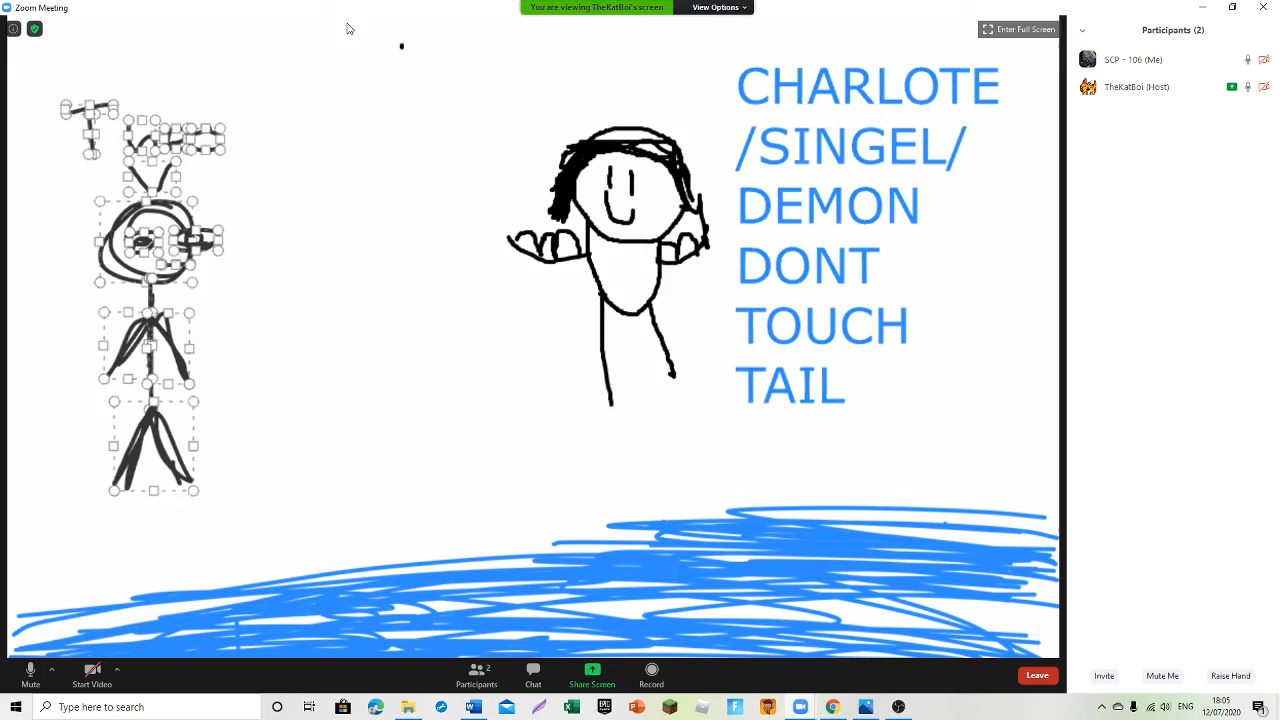 Zoom Meeting
You are viewing TheKatBoi's screen
View Options
Enter Full Screen
Participants (2)
SCP - 106 (Me)
TheKatBoi (Host)
CHARLOTE
/SINGEL/
DEMON
DONT
TOUCH
TAIL
Mute
Start Video
2
Participants
Chat
Share Screen
Record
Leave
Invite
Mute Me
Raise Hand
Type here to search
EPIC
ENG
18:05
12/07/2020